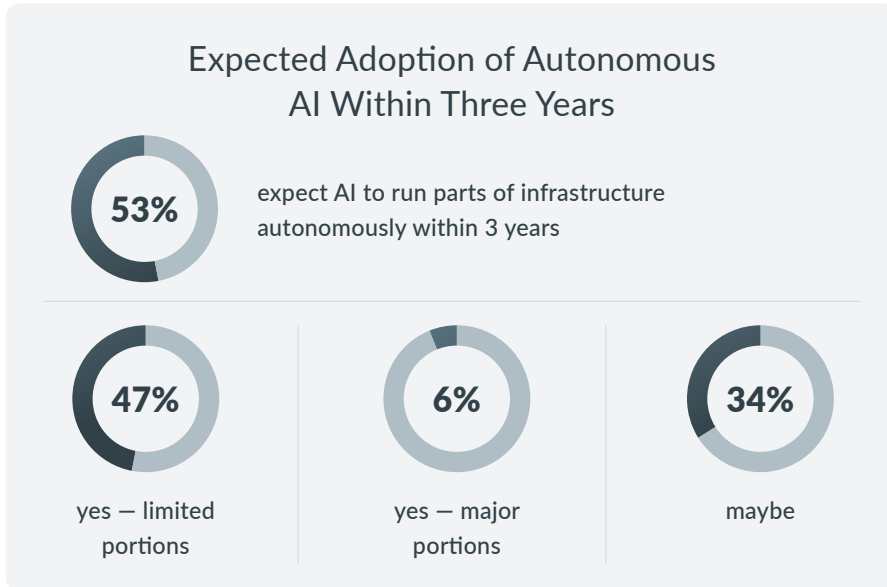 Expected Adoption of Autonomous
AI Within Three Years
53%
expect AI to run parts of infrastructure
autonomously within 3 years
47%
yes — limited
portions
6%
yes — major
portions
34%
maybe